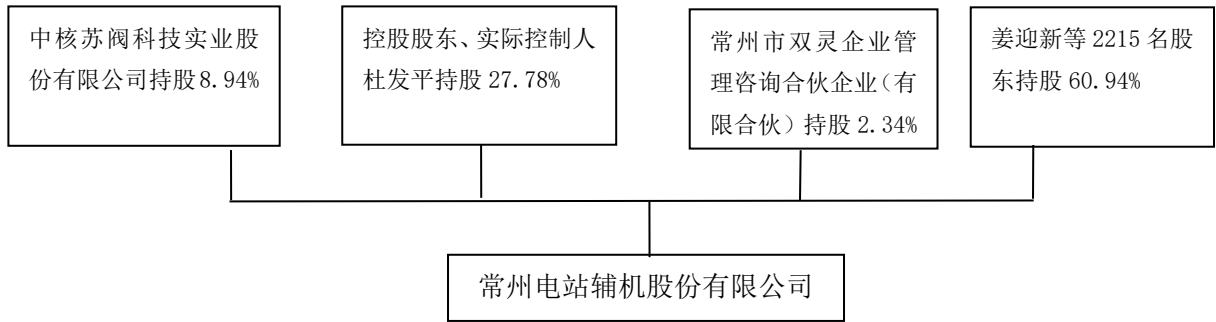 中核苏阀科技实业股
份有限公司持股8.94%
控股股东、实际控制人
杜发平持股 27.78%
常州市双灵企业管
理咨询合伙企业（有
限合伙）持股 2.34%
姜迎新等 2215 名股
东持股 60.94%
常州电站辅机股份有限公司